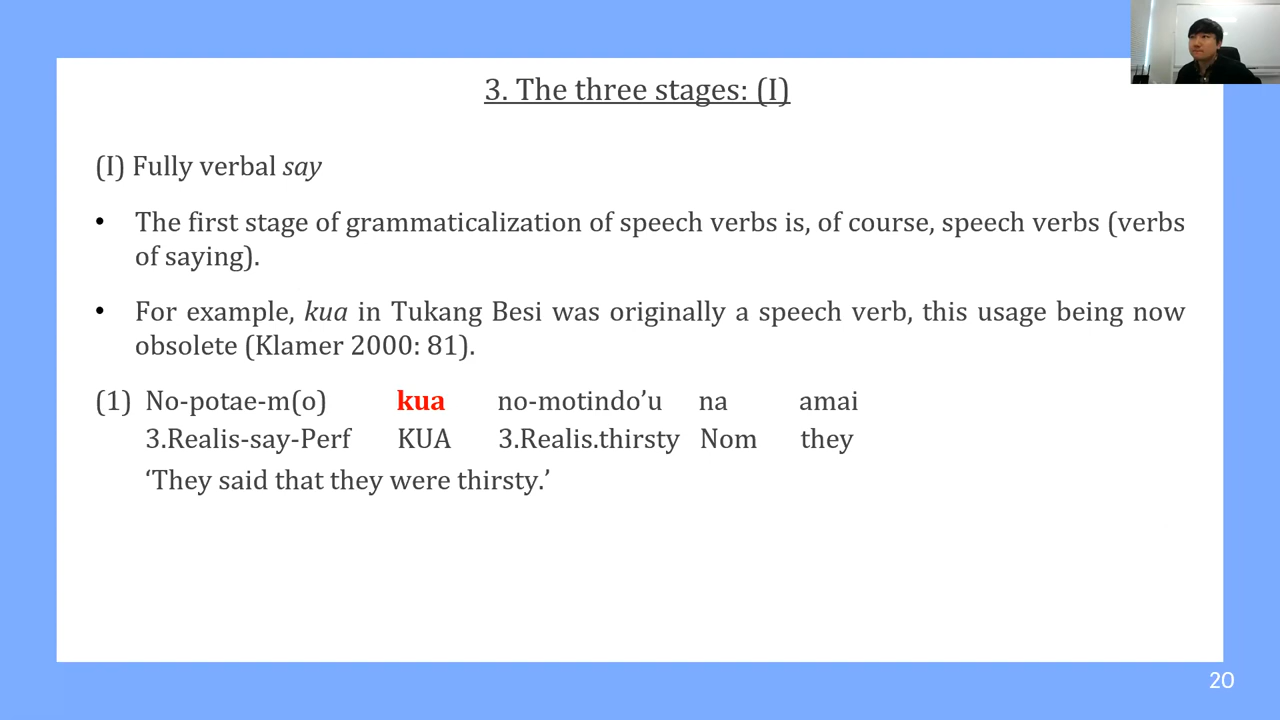 3. The three stages: (I)
(I) Fully verbal say
• The first stage of grammaticalization of speech verbs is, of course, speech verbs (verbs
of saying).
• For example, kua in Tukang Besi was originally a speech verb, this usage being now
obsolete (Klamer 2000: 81).
(1) No-potae-m(o) kua no-motindo’u na amai
3.Realis-say-Perf KUA 3.Realis.thirsty Nom they
‘They said that they were thirsty.’
20